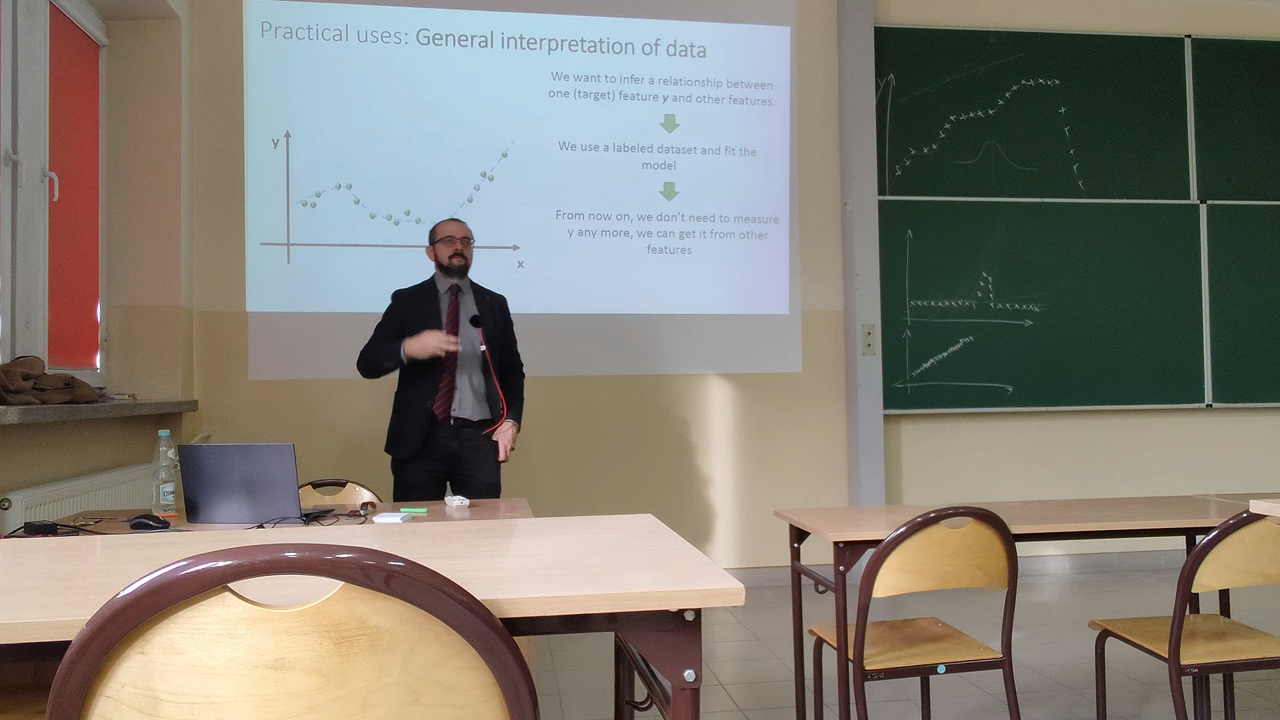 Practical uses: General interpretation of data
We want to infer a relationship between
one (target) feature y and other features.
We use a labeled dataset and fit the
model
From now on, we don't need to measure
y any more, we can get it from other
features
y
x
y